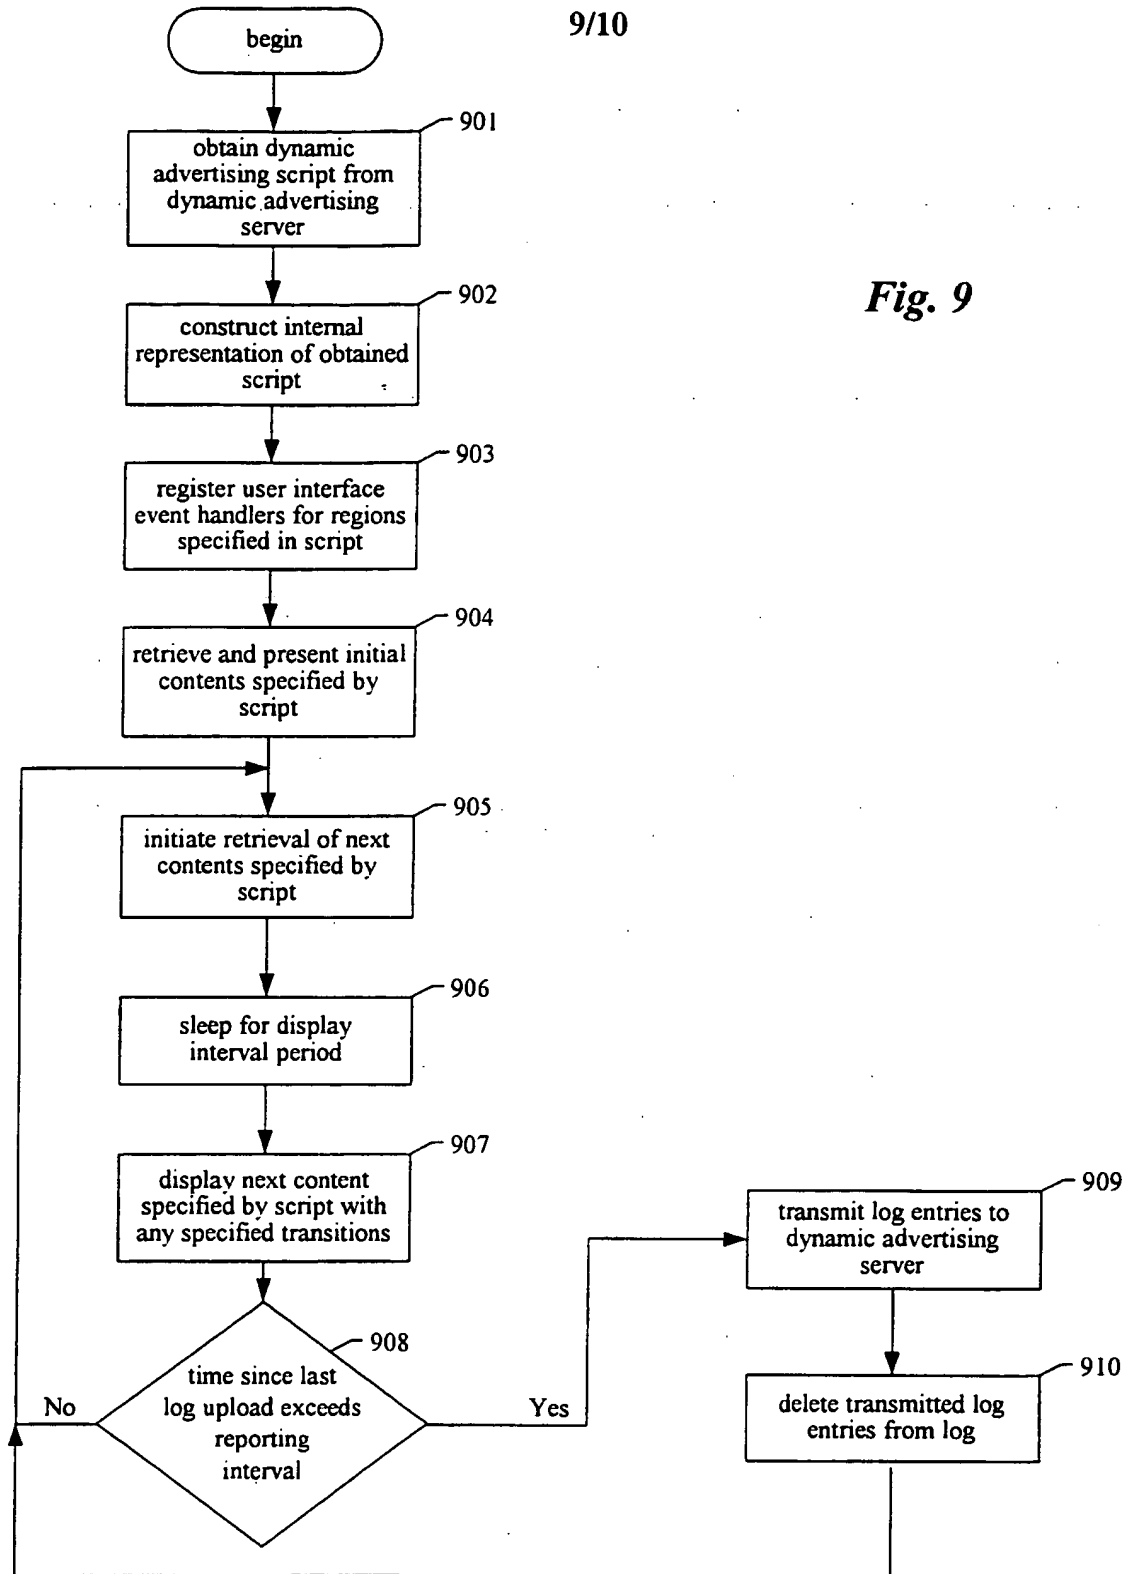 9/10
begin
901
obtain dynamic
advertising script from
dynamic advertising
server
902
construct internal
representation of obtained
script
Fig. 9
903
register user interface
event handlers for regions
specified in script
904
retrieve and present initial
contents specified by
script
905
initiate retrieval of next
contents specified by
script
906
sleep for display
interval period
907
display next content
specified by script with
any specified transitions
908
time since last
log upload exceeds
reporting
interval
No
Yes
909
transmit log entries to
dynamic advertising
server
910
delete transmitted log
entries from log